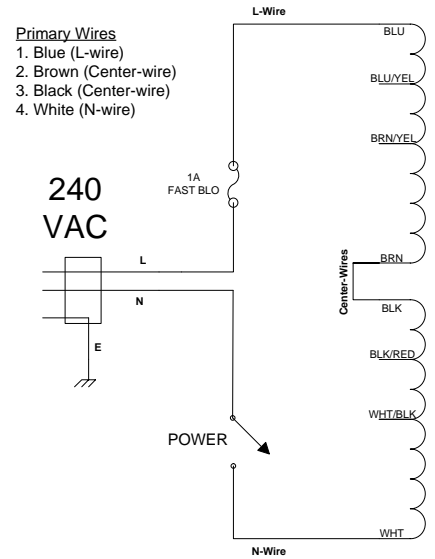 L-Wire
Primary Wires
1. Blue (L-wire)
2. Brown (Center-wire)
3. Black (Center-wire)
4. White (N-wire)
BLU
BLU/YEL
BRN/YEL
1A
FAST BLO
240
VAC
L
N
E
BRN
Center-Wires
BLK
BLK/RED
WHT/BLK
POWER
WHT
N-Wire